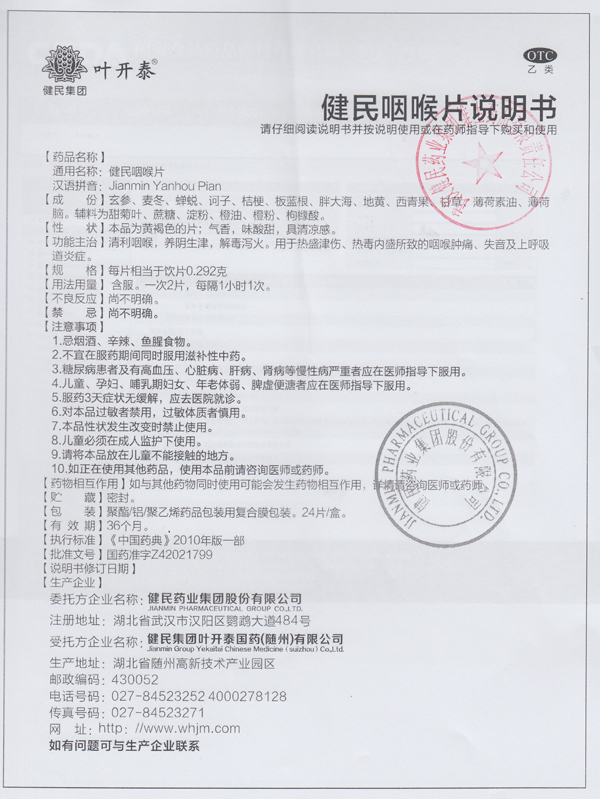 叶开泰®
健民集团
OTC
乙类
健民咽喉片说明书
请仔细阅读说明书并按说明使用或在药师指导下购买和使用
【药品名称】
通用名称：健民咽喉片
汉语拼音：Jianmin Yanhou Pian
【成 份】玄参、麦冬、蝉蜕、诃子、桔梗、板蓝根、胖大海、地黄、西青果、甘草、薄荷素油、薄荷
脑。辅料为甜菊叶、蔗糖、淀粉、橙油、橙粉、枸橼酸。
【性 状】本品为黄褐色的片；气香，味酸甜，具清凉感。
【功能主治】清利咽喉，养阴生津，解毒泻火。用于热盛津伤、热毒内盛所致的咽喉肿痛、失音及上呼吸
道炎症。
【规 格】每片相当于饮片0.292克
【用法用量】含服。一次2片，每隔1小时1次。
【不良反应】尚不明确。
【禁 忌】尚不明确。
【注意事项】
1.忌烟酒、辛辣、鱼腥食物。
2.不宜在服药期间同时服用滋补性中药。
3.糖尿病患者及有高血压、心脏病、肝病、肾病等慢性病严重者应在医师指导下服用。
4.儿童、孕妇、哺乳期妇女、年老体弱、脾虚便溏者应在医师指导下服用。
5.服药3天症状无缓解，应去医院就诊。
6.对本品过敏者禁用，过敏体质者慎用。
7.本品性状发生改变时禁止使用。
8.儿童必须在成人监护下使用。
9.请将本品放在儿童不能接触的地方。
10.如正在使用其他药品，使用本品前请咨询医师或药师。
【药物相互作用】如与其他药物同时使用可能会发生药物相互作用，详情请咨询医师或药师。
【贮 藏】密封。
【包 装】聚酯/铝/聚乙烯药品包装用复合膜包装。24片/盒。
【有 效 期】36个月。
【执行标准】《中国药典》2010年版一部
【批准文号】国药准字Z42021799
【说明书修订日期】
【生产企业】
委托方企业名称：健民药业集团股份有限公司
JIANMIN PHARMACEUTICAL GROUP CO.,LTD.
注册地址：湖北省武汉市汉阳区鹦鹉大道484号
受托方企业名称：健民集团叶开泰国药(随州)有限公司
Jianmin Group Yekaitai Chinese Medicine (suizhou) Co.,Ltd.
生产地址：湖北省随州高新技术产业园区
邮政编码：430052
电话号码：027-84523252 4000278128
传真号码：027-84523271
网 址：http: //www.whjm.com
如有问题可与生产企业联系
JIANMIN PHARMACEUTICAL GROUP CO.,LTD.
健民药业集团股份有限公司